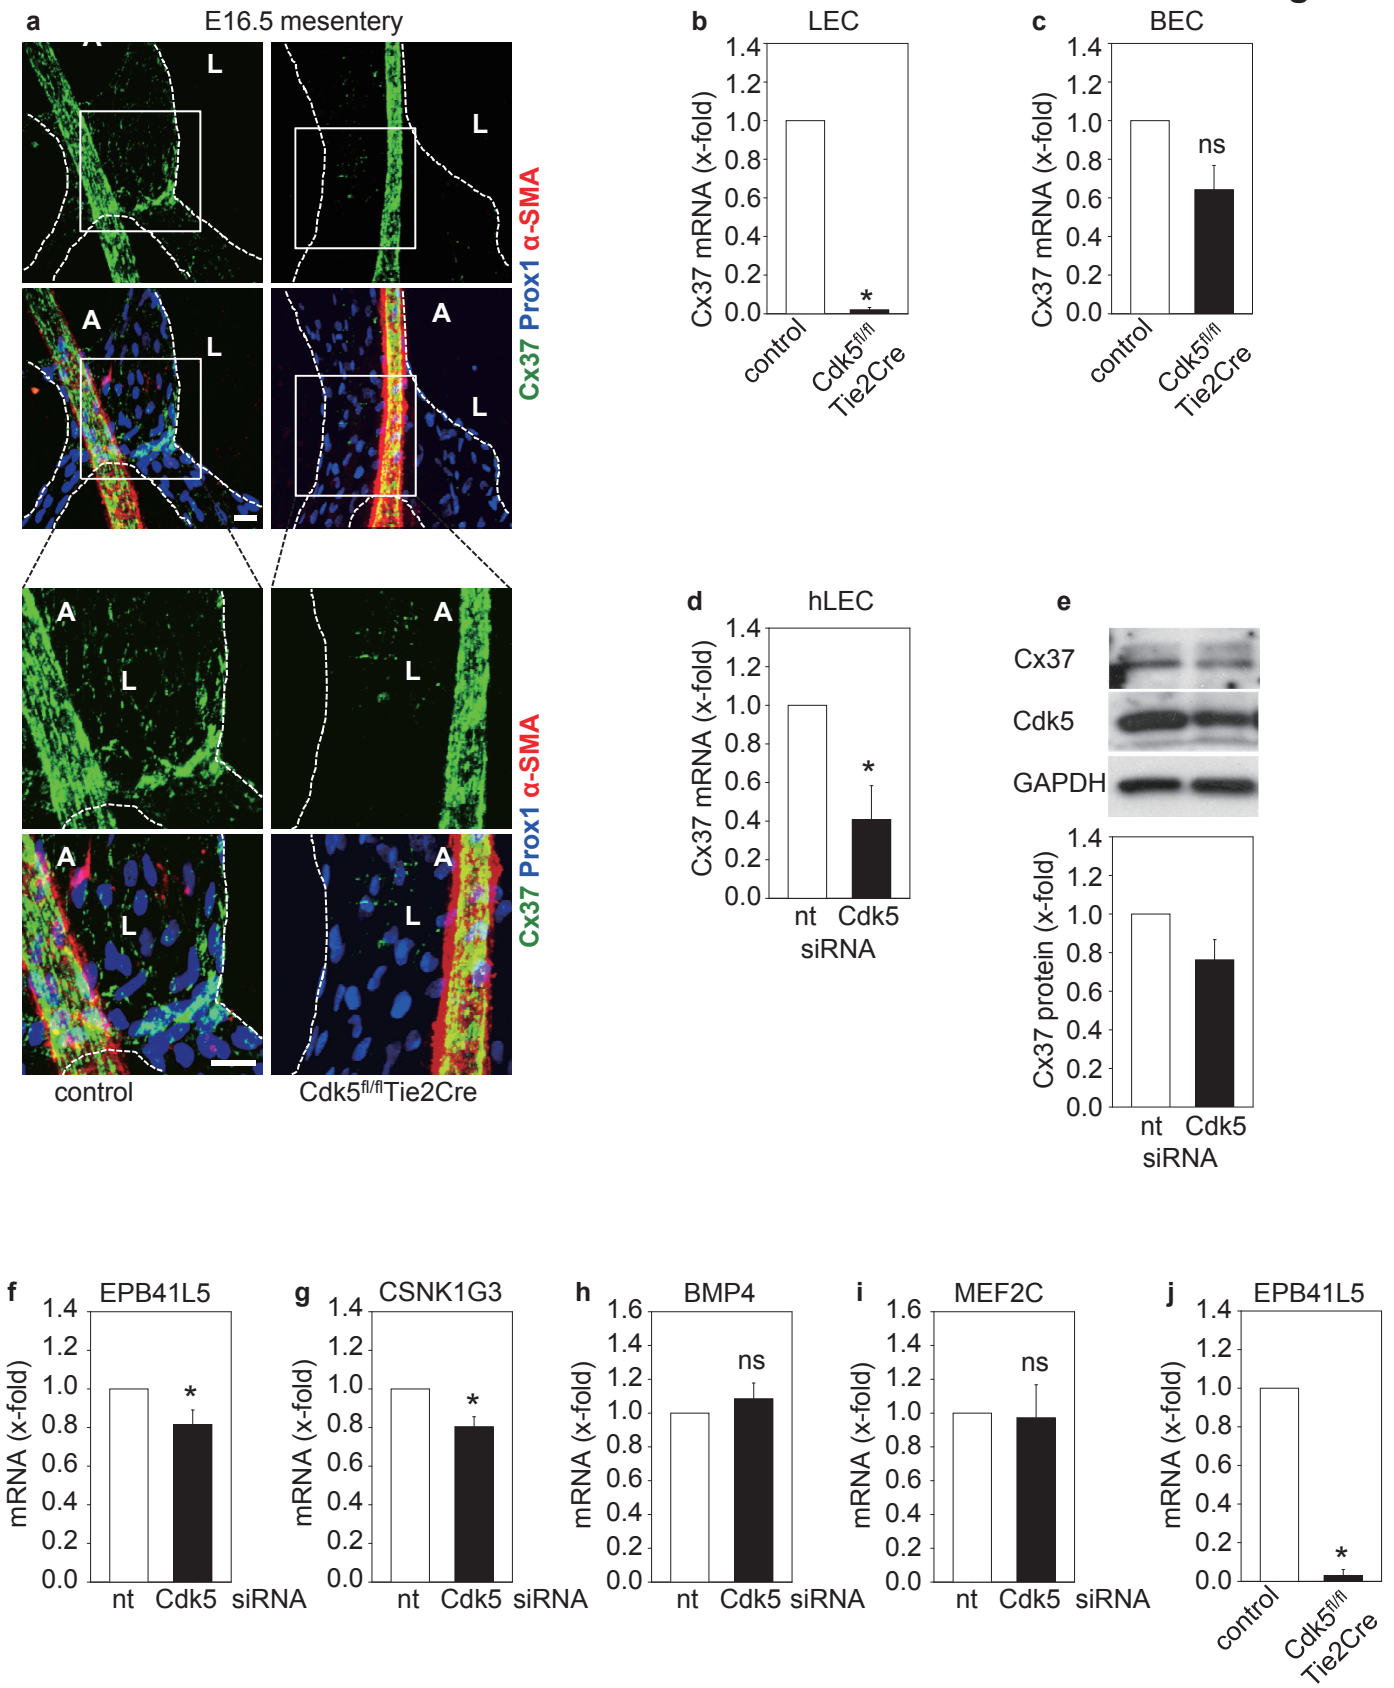 a E16.5 mesentery
A
L
L
A
L
A
L
Cx37 Prox1 α-SMA
A
L
A
L
A
L
A
L
Cx37 Prox1 α-SMA
control Cdk5fl/flTie2Cre
b LEC
Cx37 mRNA (x-fold)
1.4
1.2
1.0
0.8
0.6
0.4
0.2
0.0
*
control
Cdk5fl/fl
Tie2Cre
c BEC
Cx37 mRNA (x-fold)
1.4
1.2
1.0
0.8
0.6
0.4
0.2
0.0
ns
control
Cdk5fl/fl
Tie2Cre
d hLEC
Cx37 mRNA (x-fold)
1.4
1.2
1.0
0.8
0.6
0.4
0.2
0.0
*
nt Cdk5
siRNA
e
Cx37
Cdk5
GAPDH
Cx37 protein (x-fold)
1.4
1.2
1.0
0.8
0.6
0.4
0.2
0.0
nt Cdk5
siRNA
f EPB41L5
mRNA (x-fold)
1.4
1.2
1.0
0.8
0.6
0.4
0.2
0.0
*
nt Cdk5 siRNA
g CSNK1G3
mRNA (x-fold)
1.4
1.2
1.0
0.8
0.6
0.4
0.2
0.0
*
nt Cdk5 siRNA
h BMP4
mRNA (x-fold)
1.6
1.4
1.2
1.0
0.8
0.6
0.4
0.2
0.0
ns
nt Cdk5 siRNA
i MEF2C
mRNA (x-fold)
1.6
1.4
1.2
1.0
0.8
0.6
0.4
0.2
0.0
ns
nt Cdk5 siRNA
j EPB41L5
mRNA (x-fold)
1.4
1.2
1.0
0.8
0.6
0.4
0.2
0.0
*
control
Cdk5fl/fl
Tie2Cre